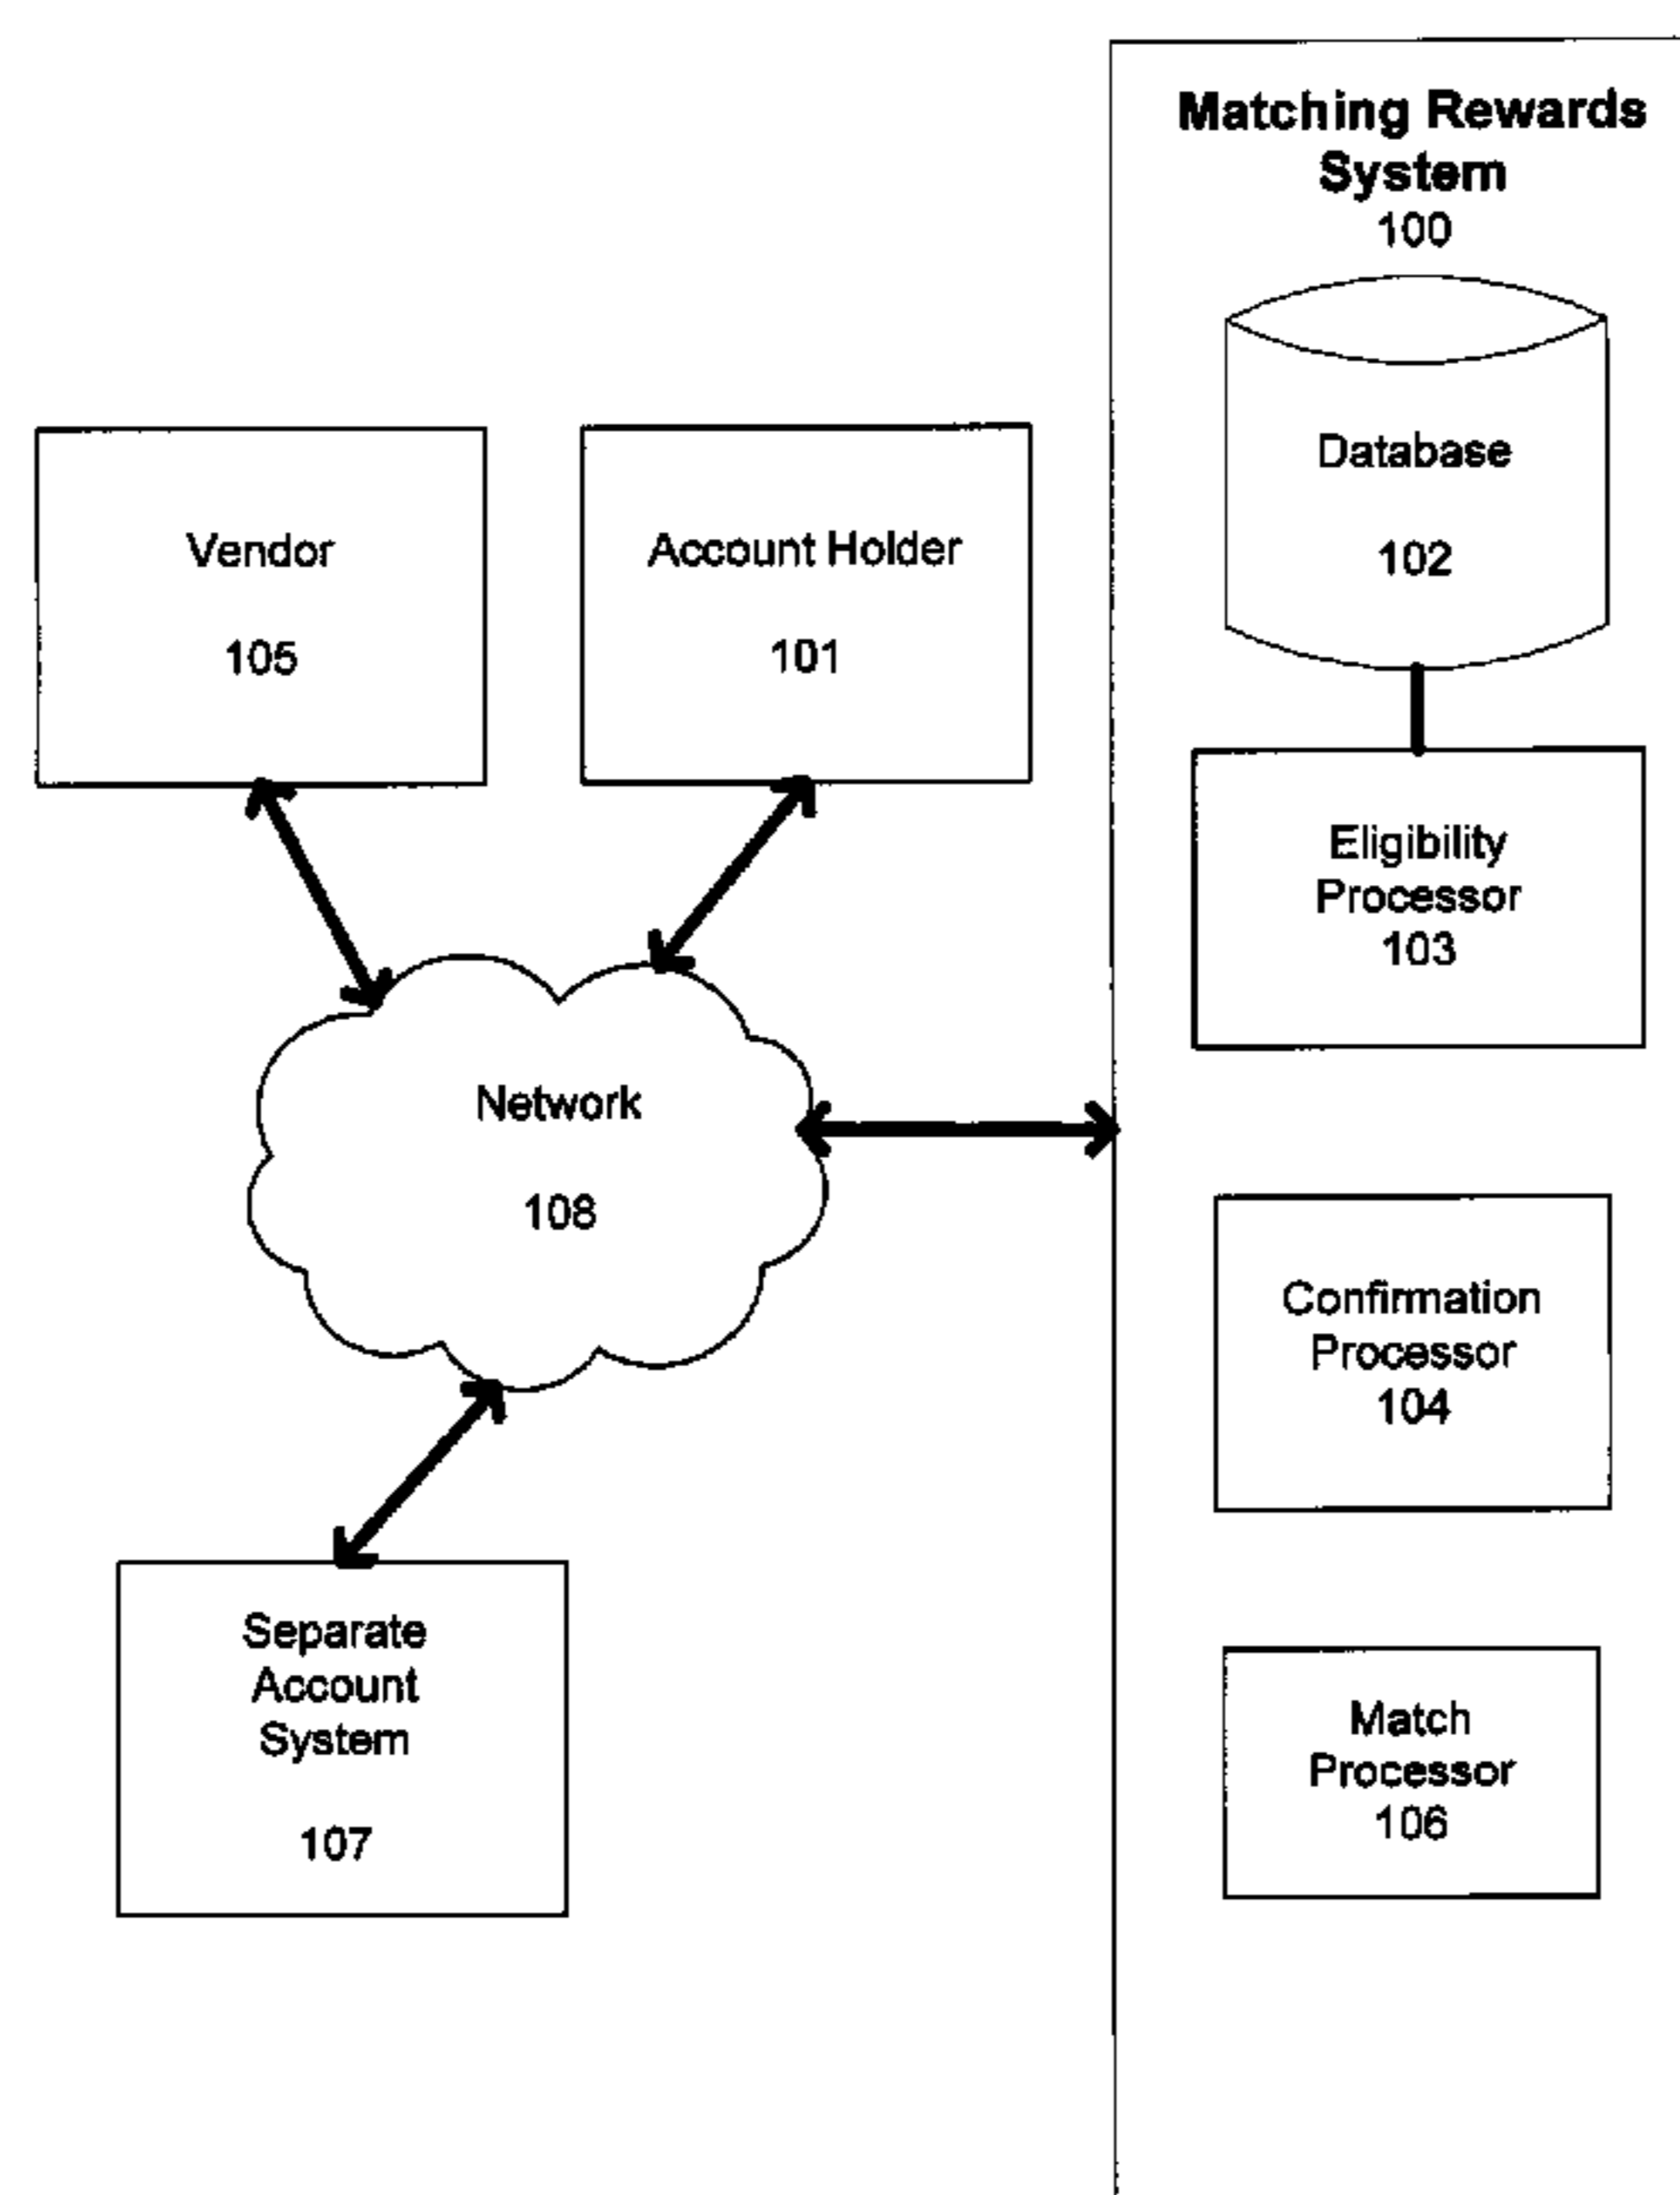 Matching Rewards
System
100
Database
102
Vendor
105
Account Holder
101
Eligibility
Processor
103
Network
108
Confirmation
Processor
104
Separate
Account
System
107
Match
Processor
106